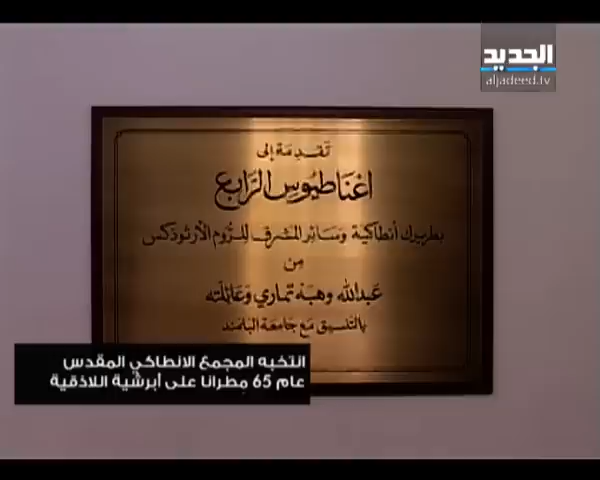 الجديد
aljadeed.tv
تقدمة إلى
اغناطيوس الرابع
بطريرك أنطاكية وسائر المشرق للروم الأرثوذكس
من
عبدالله وهبة تماري وعائلته
بالتنسيق مع جامعة البلمند
انتخبه المجمع الانطاكي المقدس
عام 65 مطرانا على أبرشية اللاذقية